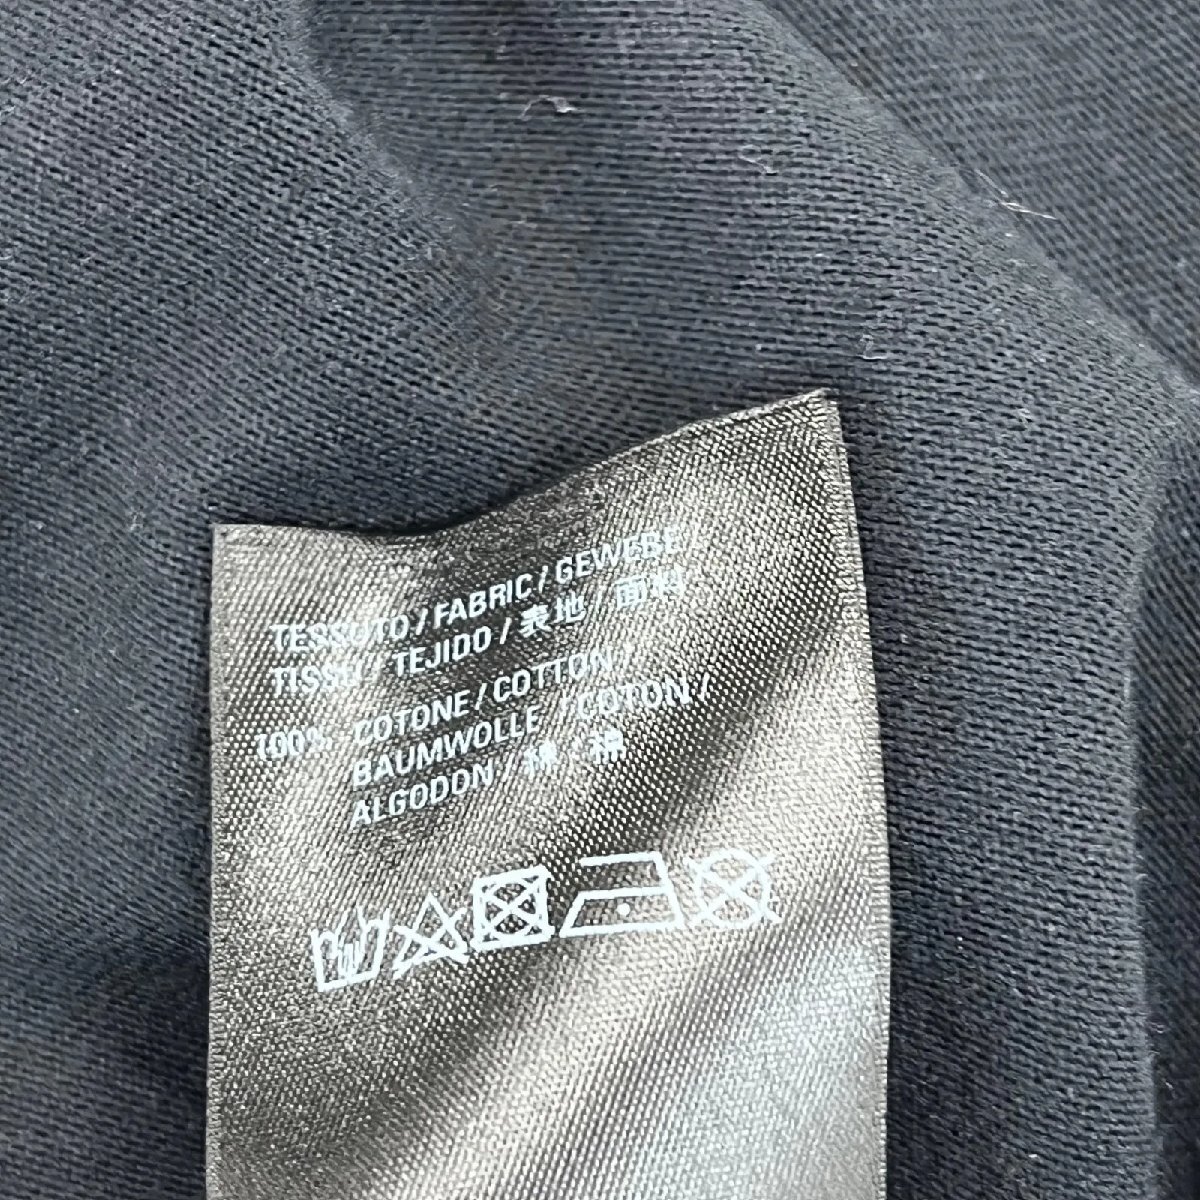 TESSUTO / FABRIC / GEWEBE /
TISSU / TEJIDO / 表地 / 面料
100% COTONE / COTTON /
BAUMWOLLE / COTON /
ALGODON / 綿 / 棉